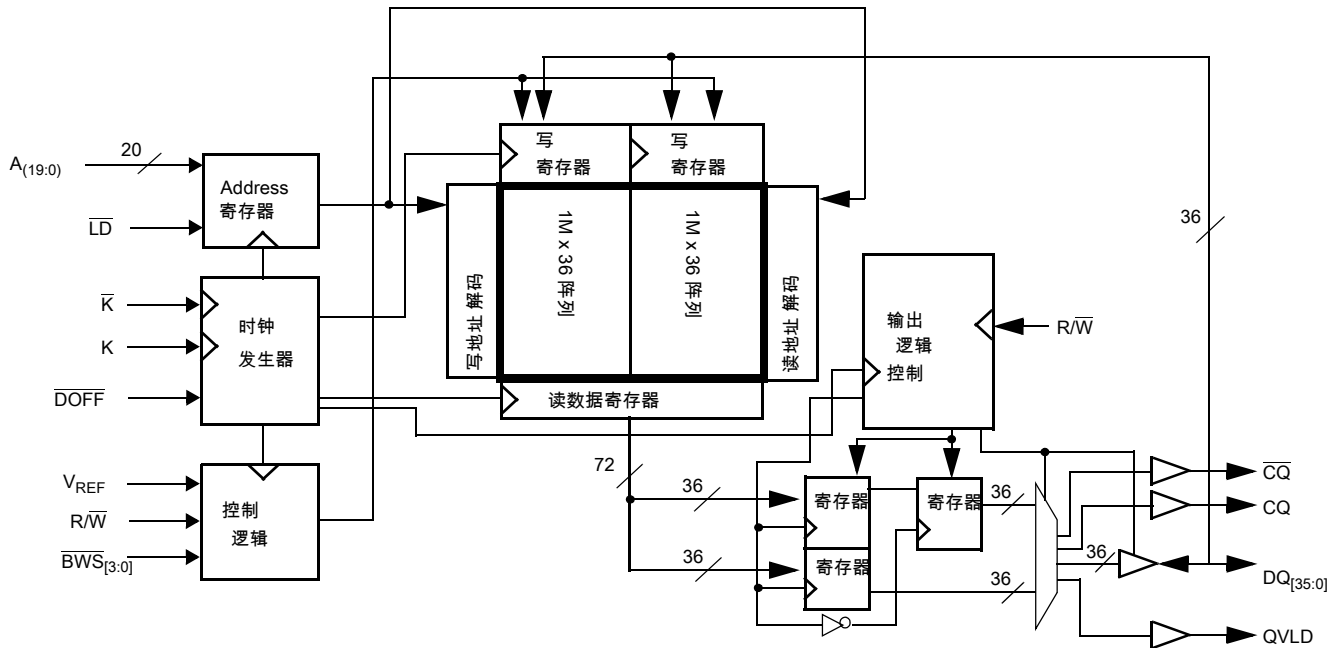 A(19:0)
20
LD
K
K
DOFF
VREF
R/W
BWS[3:0]
Address
寄存器
时钟
发生器
控制
逻辑
写
寄存器
写
寄存器
写地址 解码
1M x 36 阵列
1M x 36 阵列
读地址 解码
读数据寄存器
输出
逻辑
控制
R/W
36
72
36
36
寄存器
寄存器
寄存器
36
36
36
CQ
CQ
DQ[35:0]
QVLD